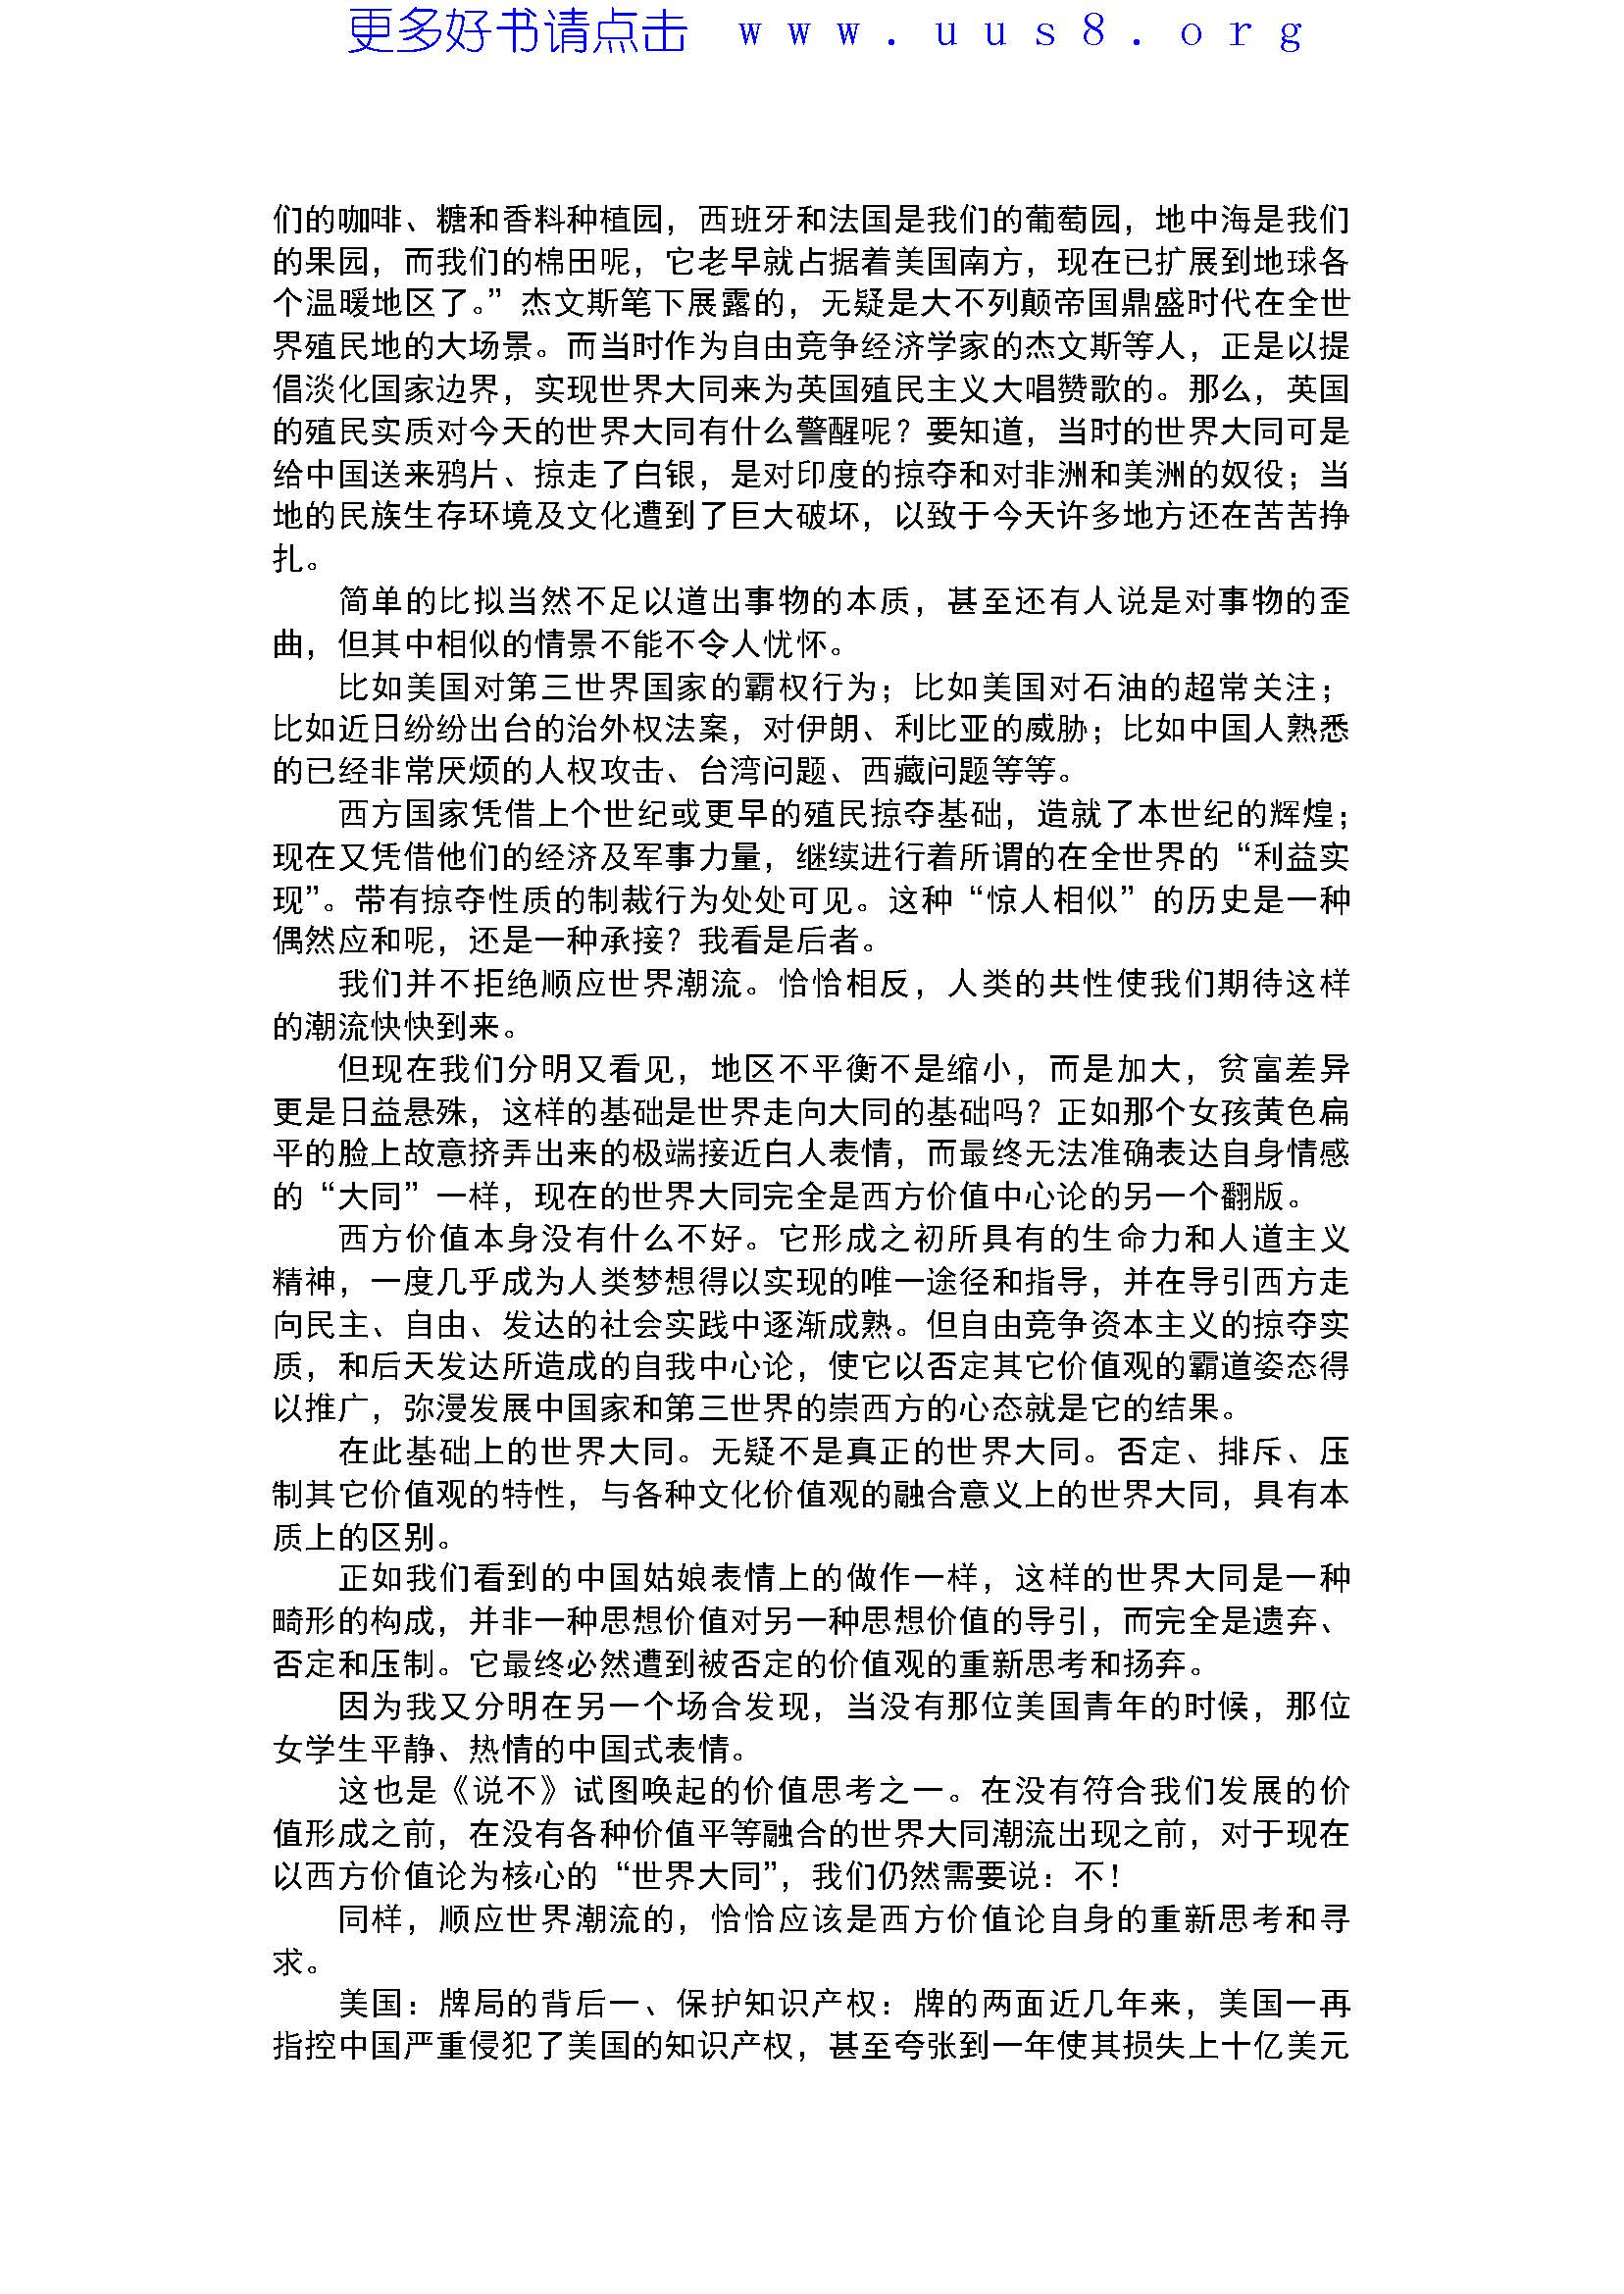 更多好书请点击 www.uus8.org
们的咖啡、糖和香料种植园，西班牙和法国是我们的葡萄园，地中海是我们
的果园，而我们的棉田呢，它老早就占据着美国南方，现在已扩展到地球各
个温暖地区了。”杰文斯笔下展露的，无疑是大不列颠帝国鼎盛时代在全世
界殖民地的大场景。而当时作为自由竞争经济学家的杰文斯等人，正是以提
倡淡化国家边界，实现世界大同来为英国殖民主义大唱赞歌的。那么，英国
的殖民实质对今天的世界大同有什么警醒呢？要知道，当时的世界大同可是
给中国送来鸦片、掠走了白银，是对印度的掠夺和对非洲和美洲的奴役；当
地的民族生存环境及文化遭到了巨大破坏，以致于今天许多地方还在苦苦挣
扎。
简单的比拟当然不足以道出事物的本质，甚至还有人说是对事物的歪
曲，但其中相似的情景不能不令人忧怀。
比如美国对第三世界国家的霸权行为；比如美国对石油的超常关注；
比如近日纷纷出台的治外权法案，对伊朗、利比亚的威胁；比如中国人熟悉
的已经非常厌烦的人权攻击、台湾问题、西藏问题等等。
西方国家凭借上个世纪或更早的殖民掠夺基础，造就了本世纪的辉煌；
现在又凭借他们的经济及军事力量，继续进行着所谓的在全世界的“利益实
现”。带有掠夺性质的制裁行为处处可见。这种“惊人相似”的历史是一种
偶然应和呢，还是一种承接？我看是后者。
我们并不拒绝顺应世界潮流。恰恰相反，人类的共性使我们期待这样
的潮流快快到来。
但现在我们分明又看见，地区不平衡不是缩小，而是加大，贫富差异
更是日益悬殊，这样的基础是世界走向大同的基础吗？正如那个女孩黄色扁
平的脸上故意挤弄出来的极端接近白人表情，而最终无法准确表达自身情感
的“大同”一样，现在的世界大同完全是西方价值中心论的另一个翻版。
西方价值本身没有什么不好。它形成之初所具有的生命力和人道主义
精神，一度几乎成为人类梦想得以实现的唯一途径和指导，并在导引西方走
向民主、自由、发达的社会实践中逐渐成熟。但自由竞争资本主义的掠夺实
质，和后天发达所造成的自我中心论，使它以否定其它价值观的霸道姿态得
以推广，弥漫发展中国家和第三世界的崇西方的心态就是它的结果。
在此基础上的世界大同。无疑不是真正的世界大同。否定、排斥、压
制其它价值观的特性，与各种文化价值观的融合意义上的世界大同，具有本
质上的区别。
正如我们看到的中国姑娘表情上的做作一样，这样的世界大同是一种
畸形的构成，并非一种思想价值对另一种思想价值的导引，而完全是遗弃、
否定和压制。它最终必然遭到被否定的价值观的重新思考和扬弃。
因为我又分明在另一个场合发现，当没有那位美国青年的时候，那位
女学生平静、热情的中国式表情。
这也是《说不》试图唤起的价值思考之一。在没有符合我们发展的价
值形成之前，在没有各种价值平等融合的世界大同潮流出现之前，对于现在
以西方价值论为核心的“世界大同”，我们仍然需要说：不！
同样，顺应世界潮流的，恰恰应该是西方价值论自身的重新思考和寻
求。
美国：牌局的背后一、保护知识产权：牌的两面近几年来，美国一再
指控中国严重侵犯了美国的知识产权，甚至夸张到一年使其损失上十亿美元